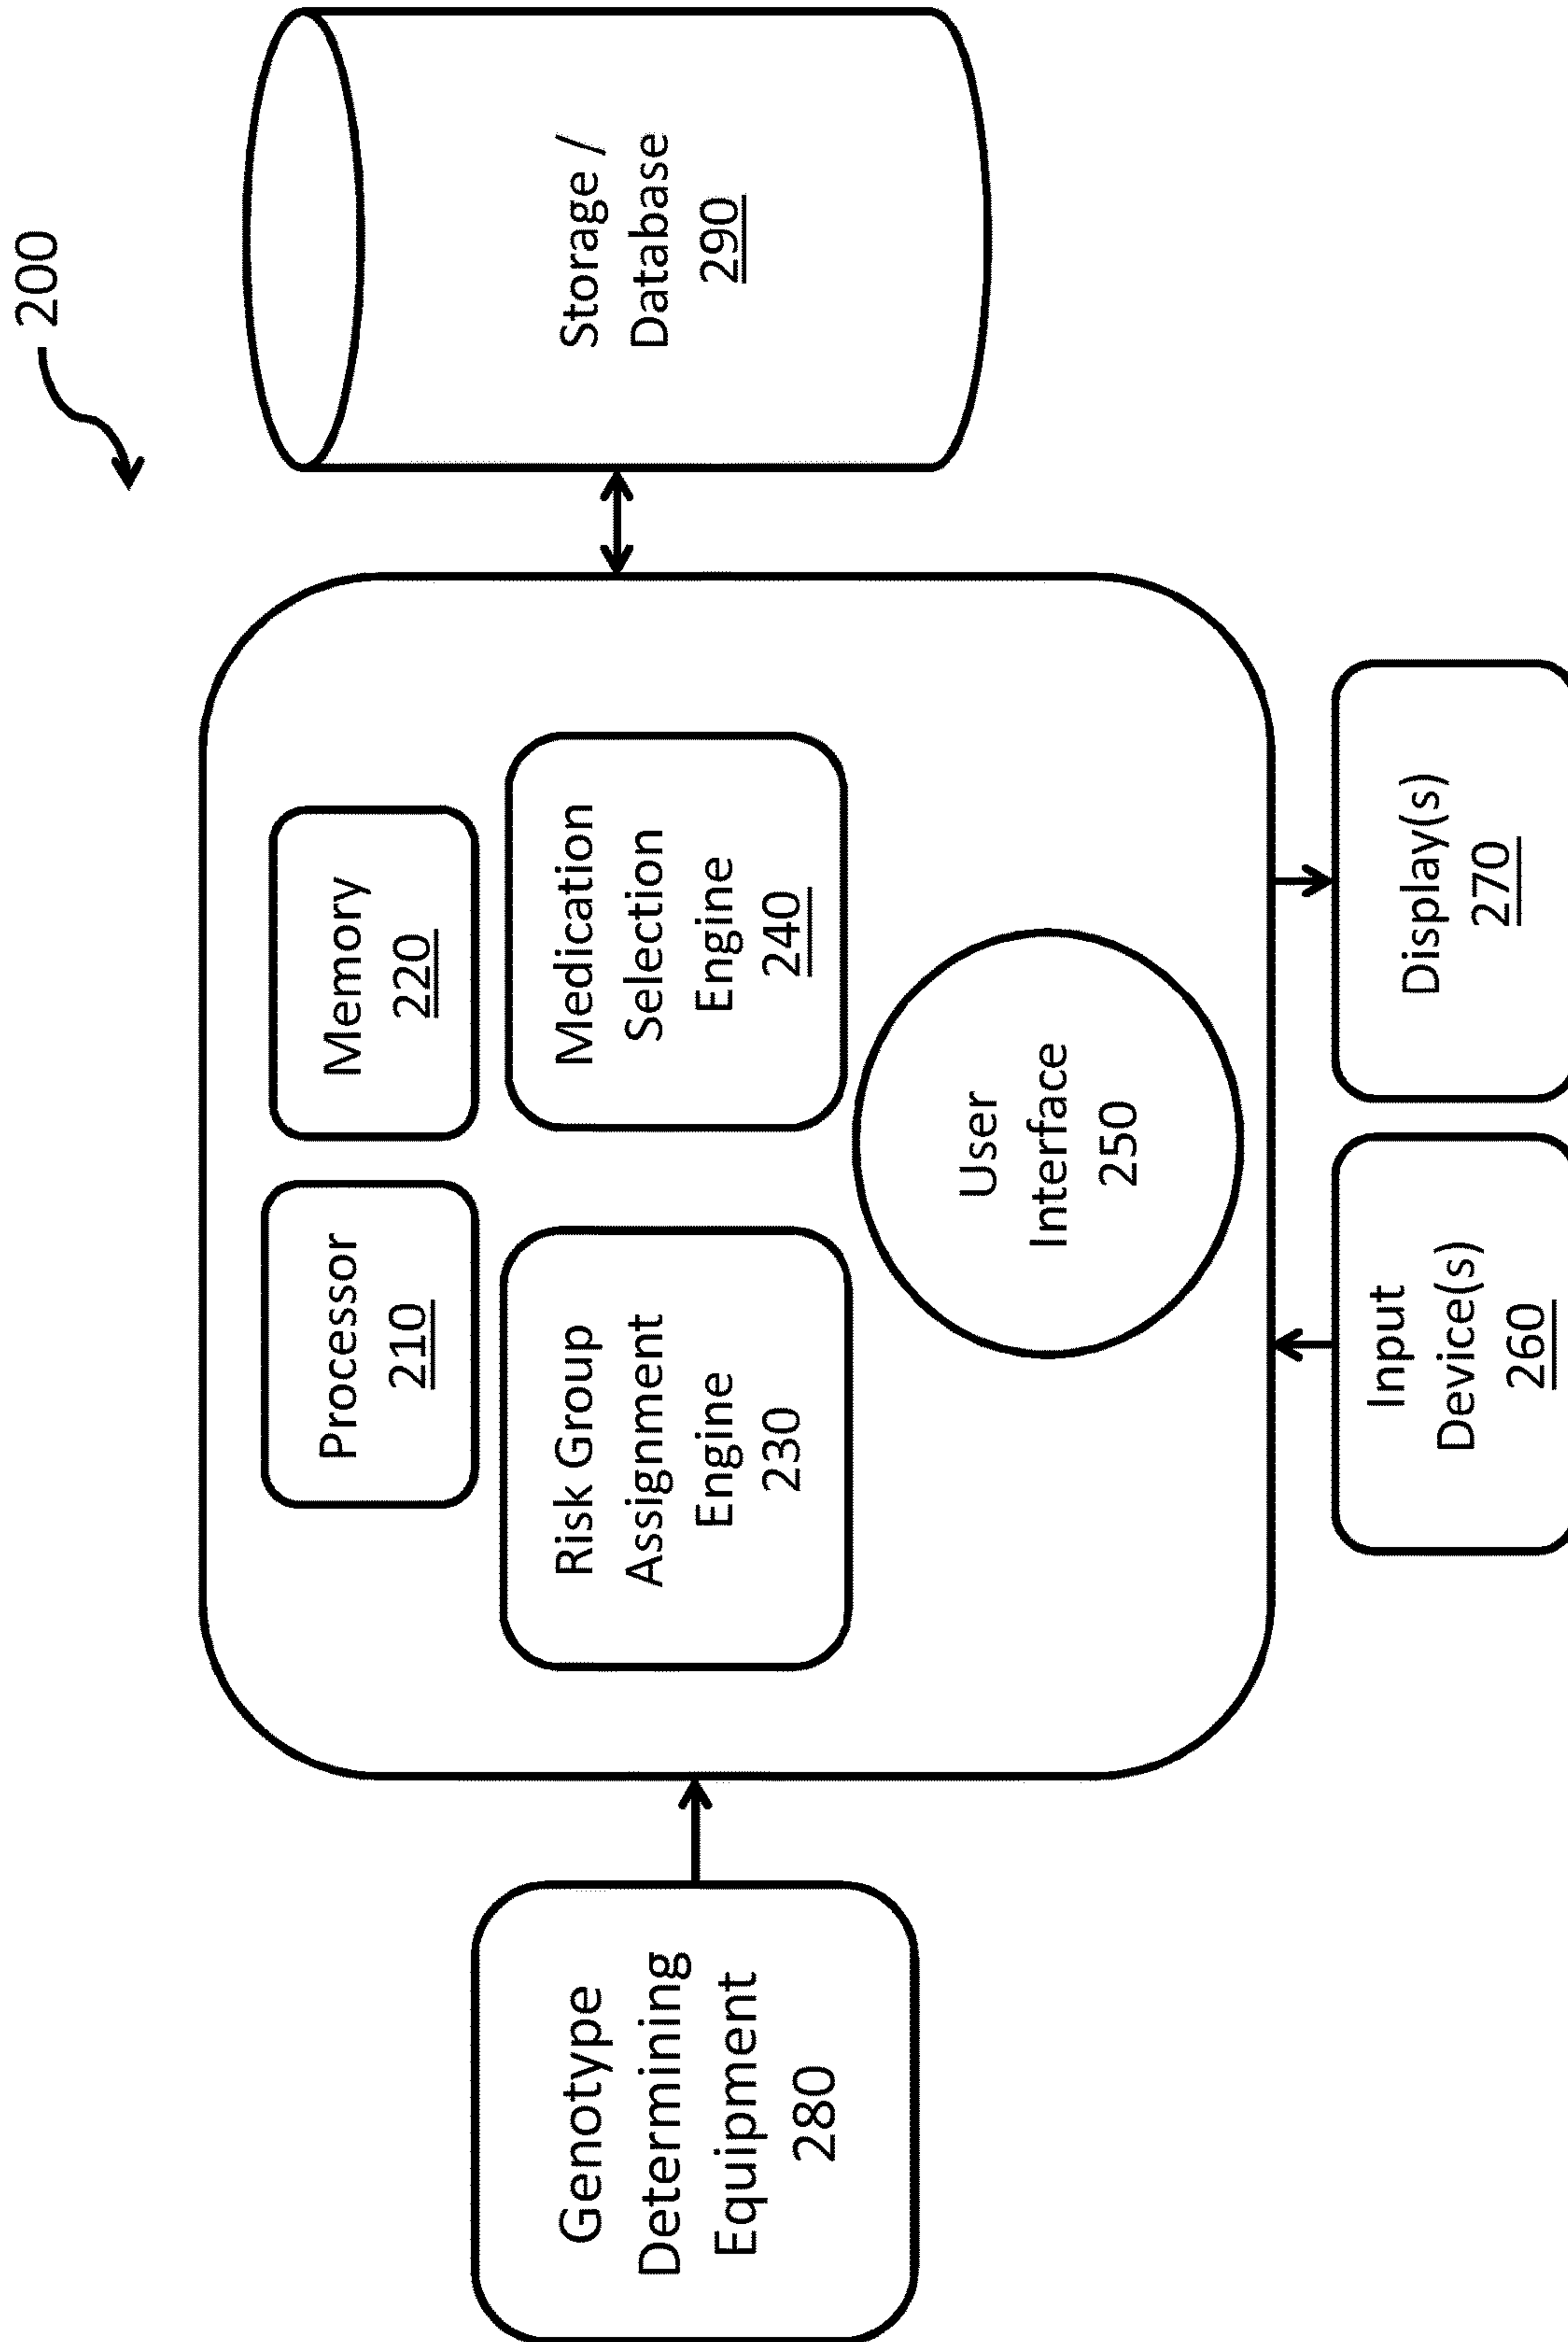 200
Genotype
Determining
Equipment
280
Processor
210
Memory
220
Risk Group
Assignment
Engine
230
Medication
Selection
Engine
240
User
Interface
250
Storage /
Database
290
Input
Device(s)
260
Display(s)
270